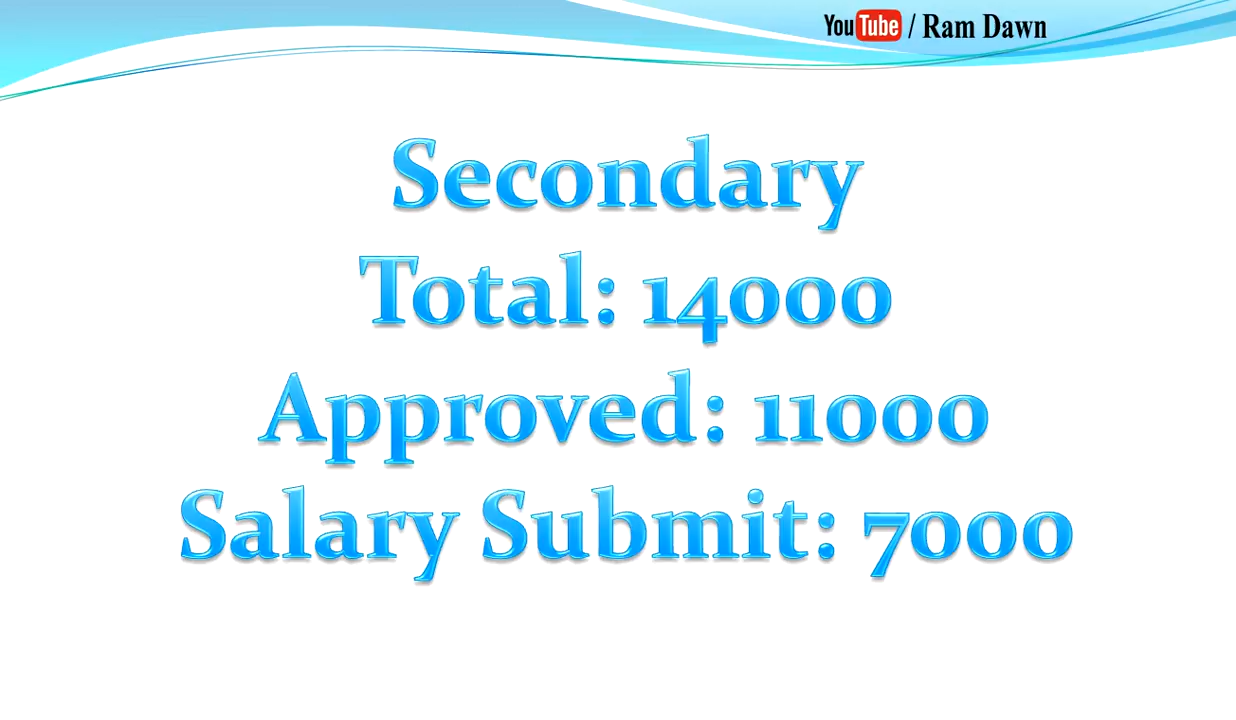 YouTube / Ram Dawn
Secondary
Total: 14000
Approved: 11000
Salary Submit: 7000